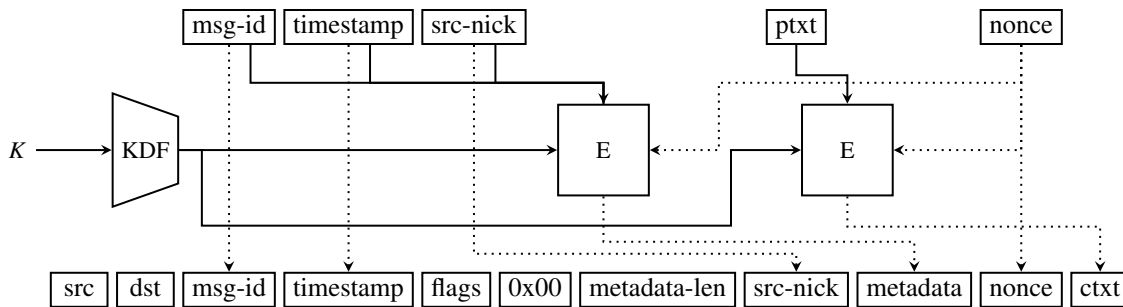 msg-id timestamp src-nick ptxt nonce
K KDF E E
src dst msg-id timestamp flags 0x00 metadata-len src-nick metadata nonce ctxt